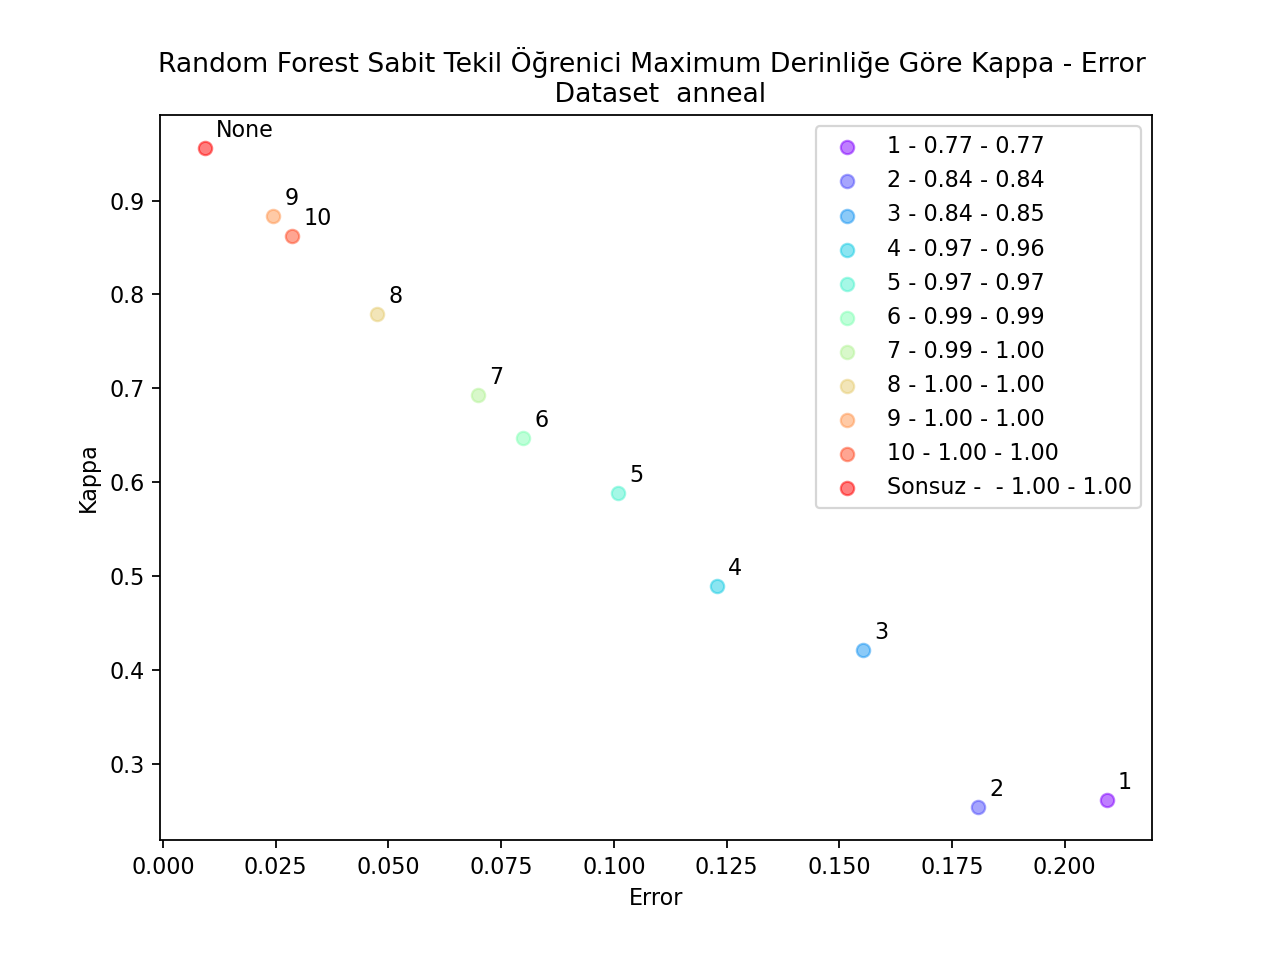 Random Forest Sabit Tekil Öğrenici Maximum Derinliğe Göre Kappa - Error
Dataset  anneal
None
9
10
8
7
6
5
4
3
2
1
1 - 0.77 - 0.77
2 - 0.84 - 0.84
3 - 0.84 - 0.85
4 - 0.97 - 0.96
5 - 0.97 - 0.97
6 - 0.99 - 0.99
7 - 0.99 - 1.00
8 - 1.00 - 1.00
9 - 1.00 - 1.00
10 - 1.00 - 1.00
Sonsuz -  - 1.00 - 1.00
Kappa
0.9
0.8
0.7
0.6
0.5
0.4
0.3
0.000 0.025 0.050 0.075 0.100 0.125 0.150 0.175 0.200
Error